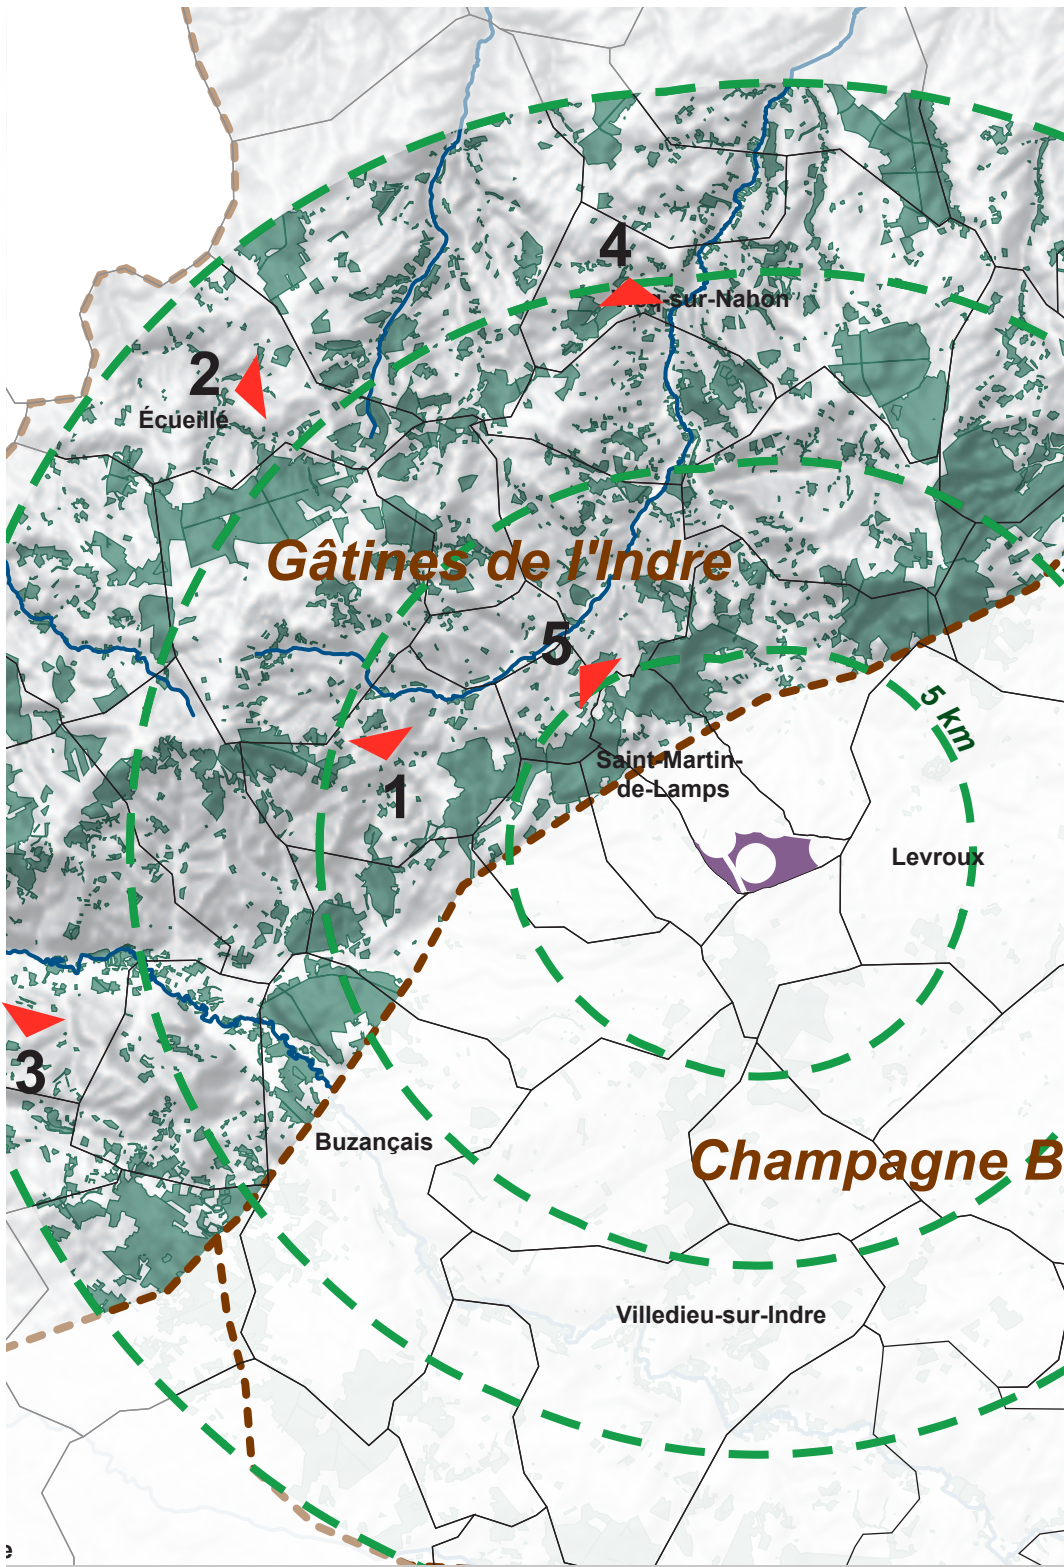 4
-sur-Nahon
2
Écueillé
Gâtines de l'Indre
5
5 km
Saint-Martin-
de-Lamps
1
Levroux
3
Buzançais
Champagne B
Villedieu-sur-Indre
e